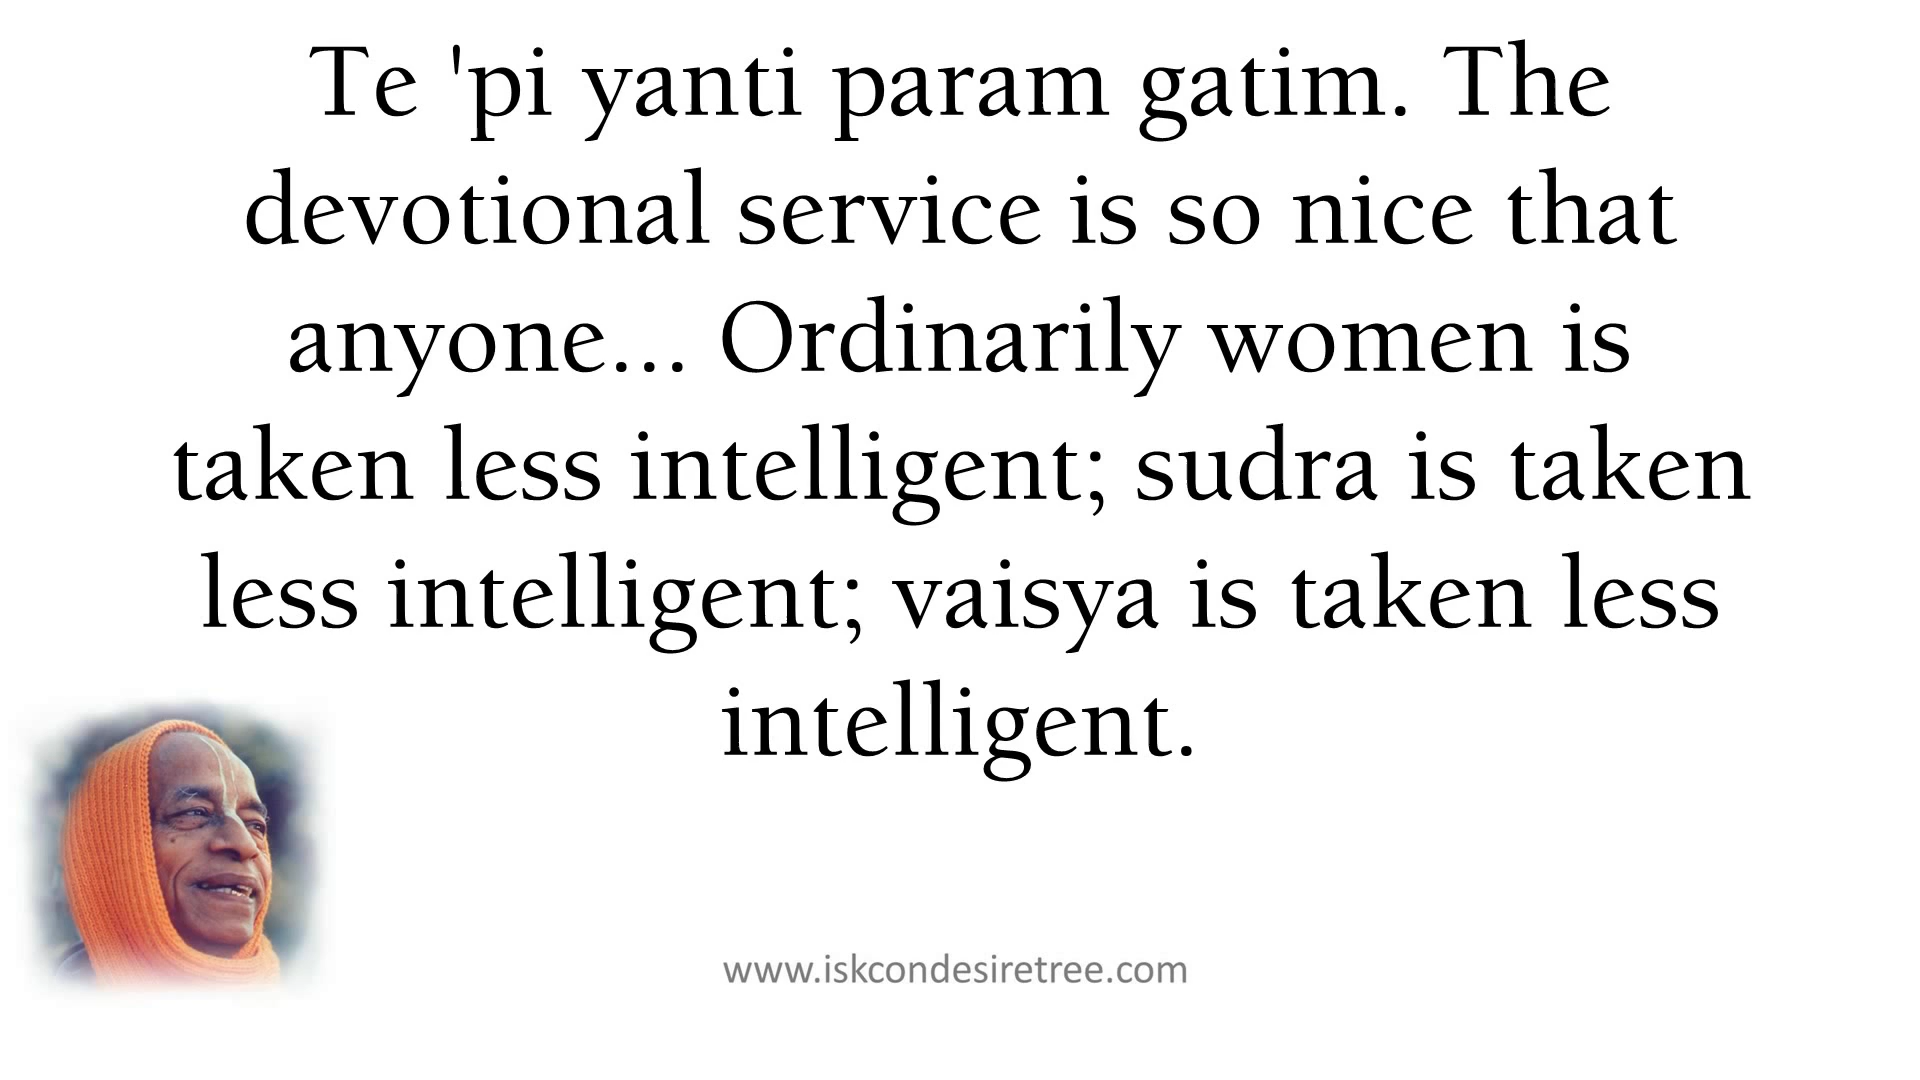 Te 'pi yanti param gatim. The
devotional service is so nice that
anyone... Ordinarily women is
taken less intelligent; sudra is taken
less intelligent; vaisya is taken less
intelligent.
www.iskcondesiretree.com